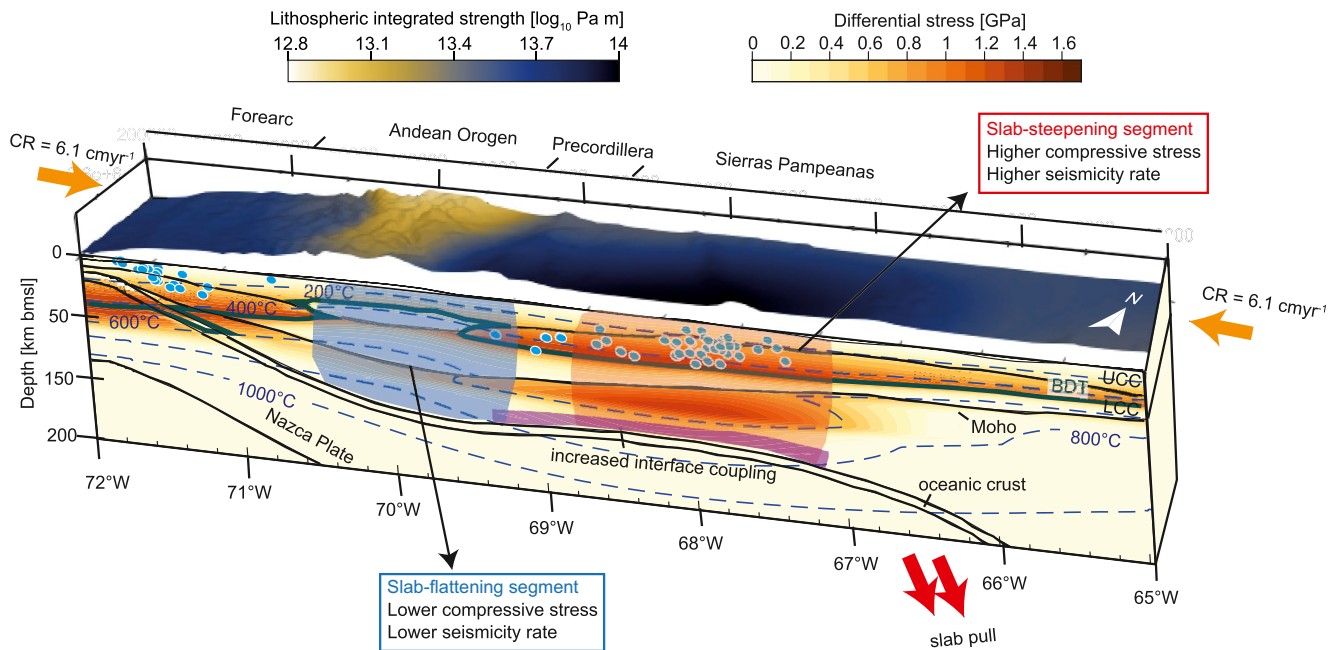 Lithospheric integrated strength [log10 Pa m]
12.8 13.1 13.4 13.7 14
Differential stress [GPa]
0 0.2 0.4 0.6 0.8 1 1.2 1.4 1.6
Forearc
Andean Orogen
Precordillera
Sierras Pampeanas
CR = 6.1 cmyr⁻¹
Slab-steepening segment
Higher compressive stress
Higher seismicity rate
N
CR = 6.1 cmyr⁻¹
Depth [km bmsl]
0
50
150
200
200°C
400°C
600°C
1000°C
800°C
UCC
BDT
LCC
Moho
Nazca Plate
increased interface coupling
oceanic crust
72°W
71°W
70°W
69°W
68°W
67°W
66°W
65°W
Slab-flattening segment
Lower compressive stress
Lower seismicity rate
slab pull